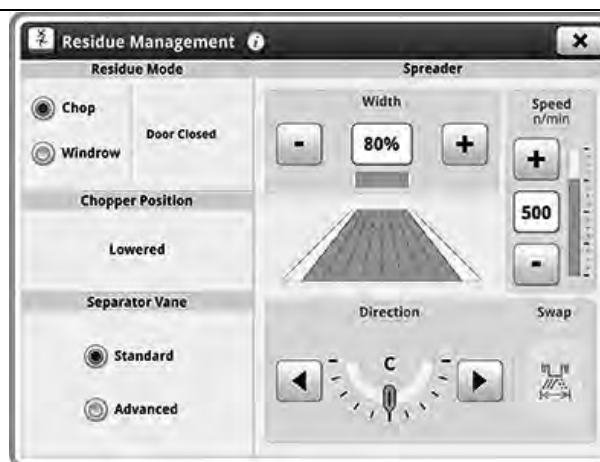 Residue Management i
Residue Mode
Chop
Windrow
Door Closed
Chopper Position
Lowered
Separator Vane
Standard
Advanced
Spreader
Width
- 80% +
Speed
n/min
+
500
-
Direction
C
Swap